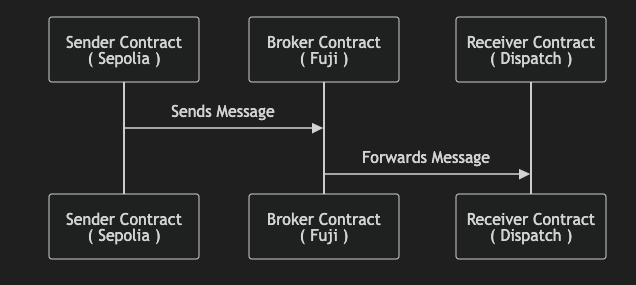 Sender Contract
( Sepolia )
Broker Contract
( Fuji )
Receiver Contract
( Dispatch )
Sends Message
Forwards Message
Sender Contract
( Sepolia )
Broker Contract
( Fuji )
Receiver Contract
( Dispatch )